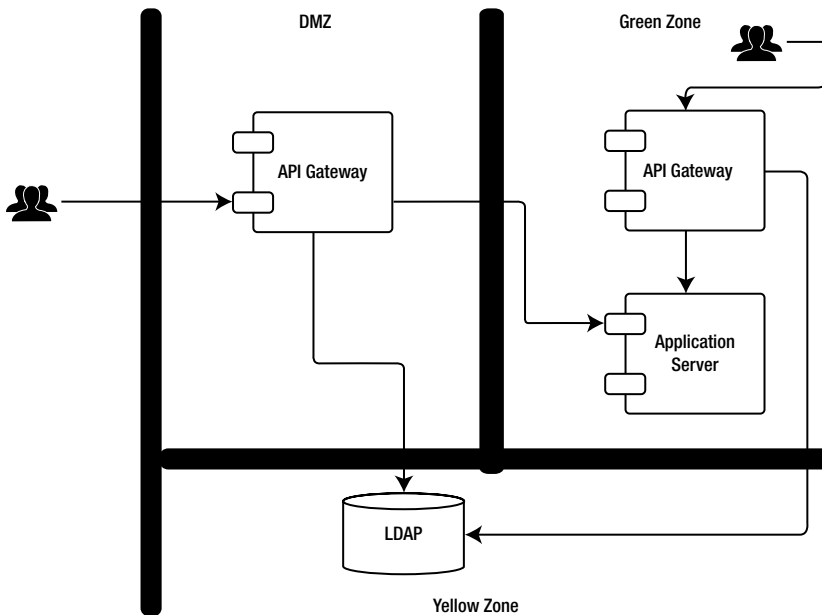 DMZ
Green Zone
API Gateway
API Gateway
Application
Server
LDAP
Yellow Zone